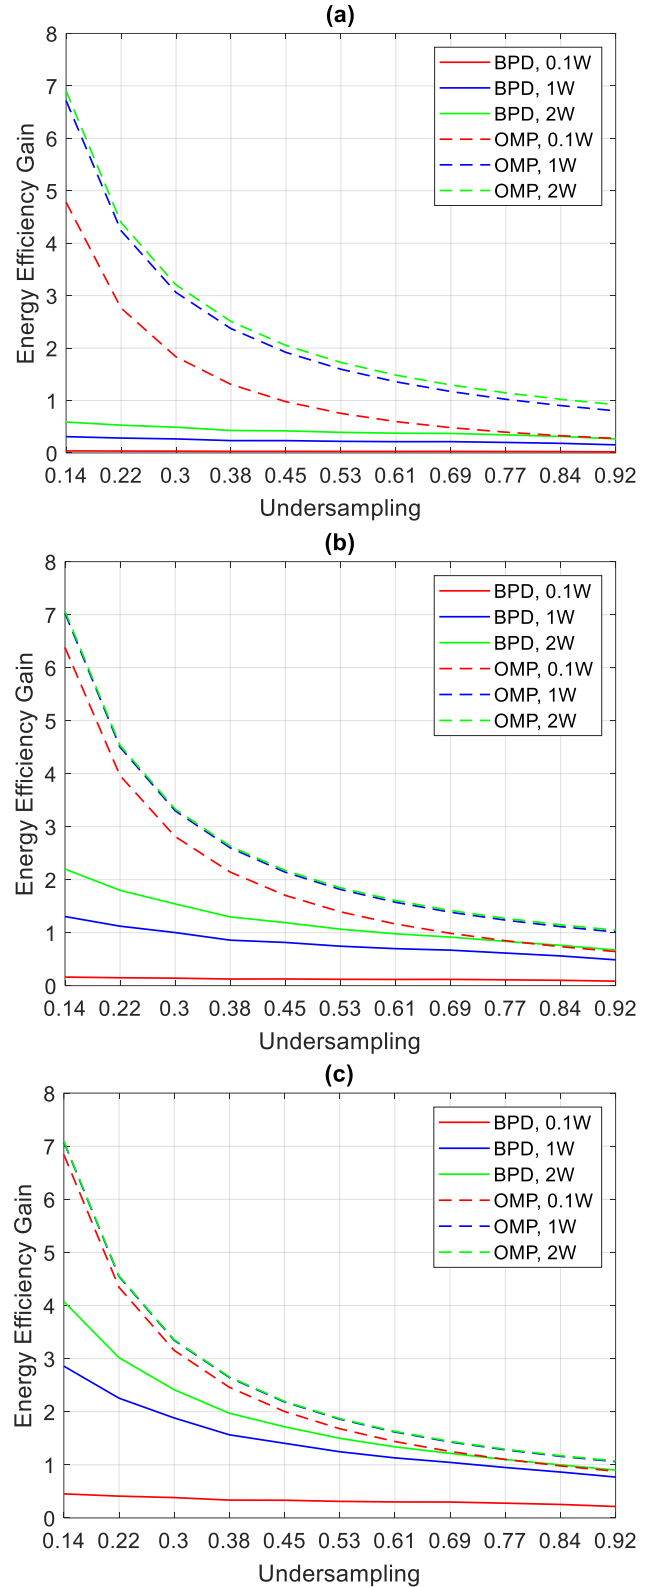 (a)
8
7
6
5
4
3
2
1
0
Energy Efficiency Gain
BPD, 0.1W
BPD, 1W
BPD, 2W
OMP, 0.1W
OMP, 1W
OMP, 2W
0.14 0.22 0.3 0.38 0.45 0.53 0.61 0.69 0.77 0.84 0.92
Undersampling
(b)
8
7
6
5
4
3
2
1
0
Energy Efficiency Gain
BPD, 0.1W
BPD, 1W
BPD, 2W
OMP, 0.1W
OMP, 1W
OMP, 2W
0.14 0.22 0.3 0.38 0.45 0.53 0.61 0.69 0.77 0.84 0.92
Undersampling
(c)
8
7
6
5
4
3
2
1
0
Energy Efficiency Gain
BPD, 0.1W
BPD, 1W
BPD, 2W
OMP, 0.1W
OMP, 1W
OMP, 2W
0.14 0.22 0.3 0.38 0.45 0.53 0.61 0.69 0.77 0.84 0.92
Undersampling